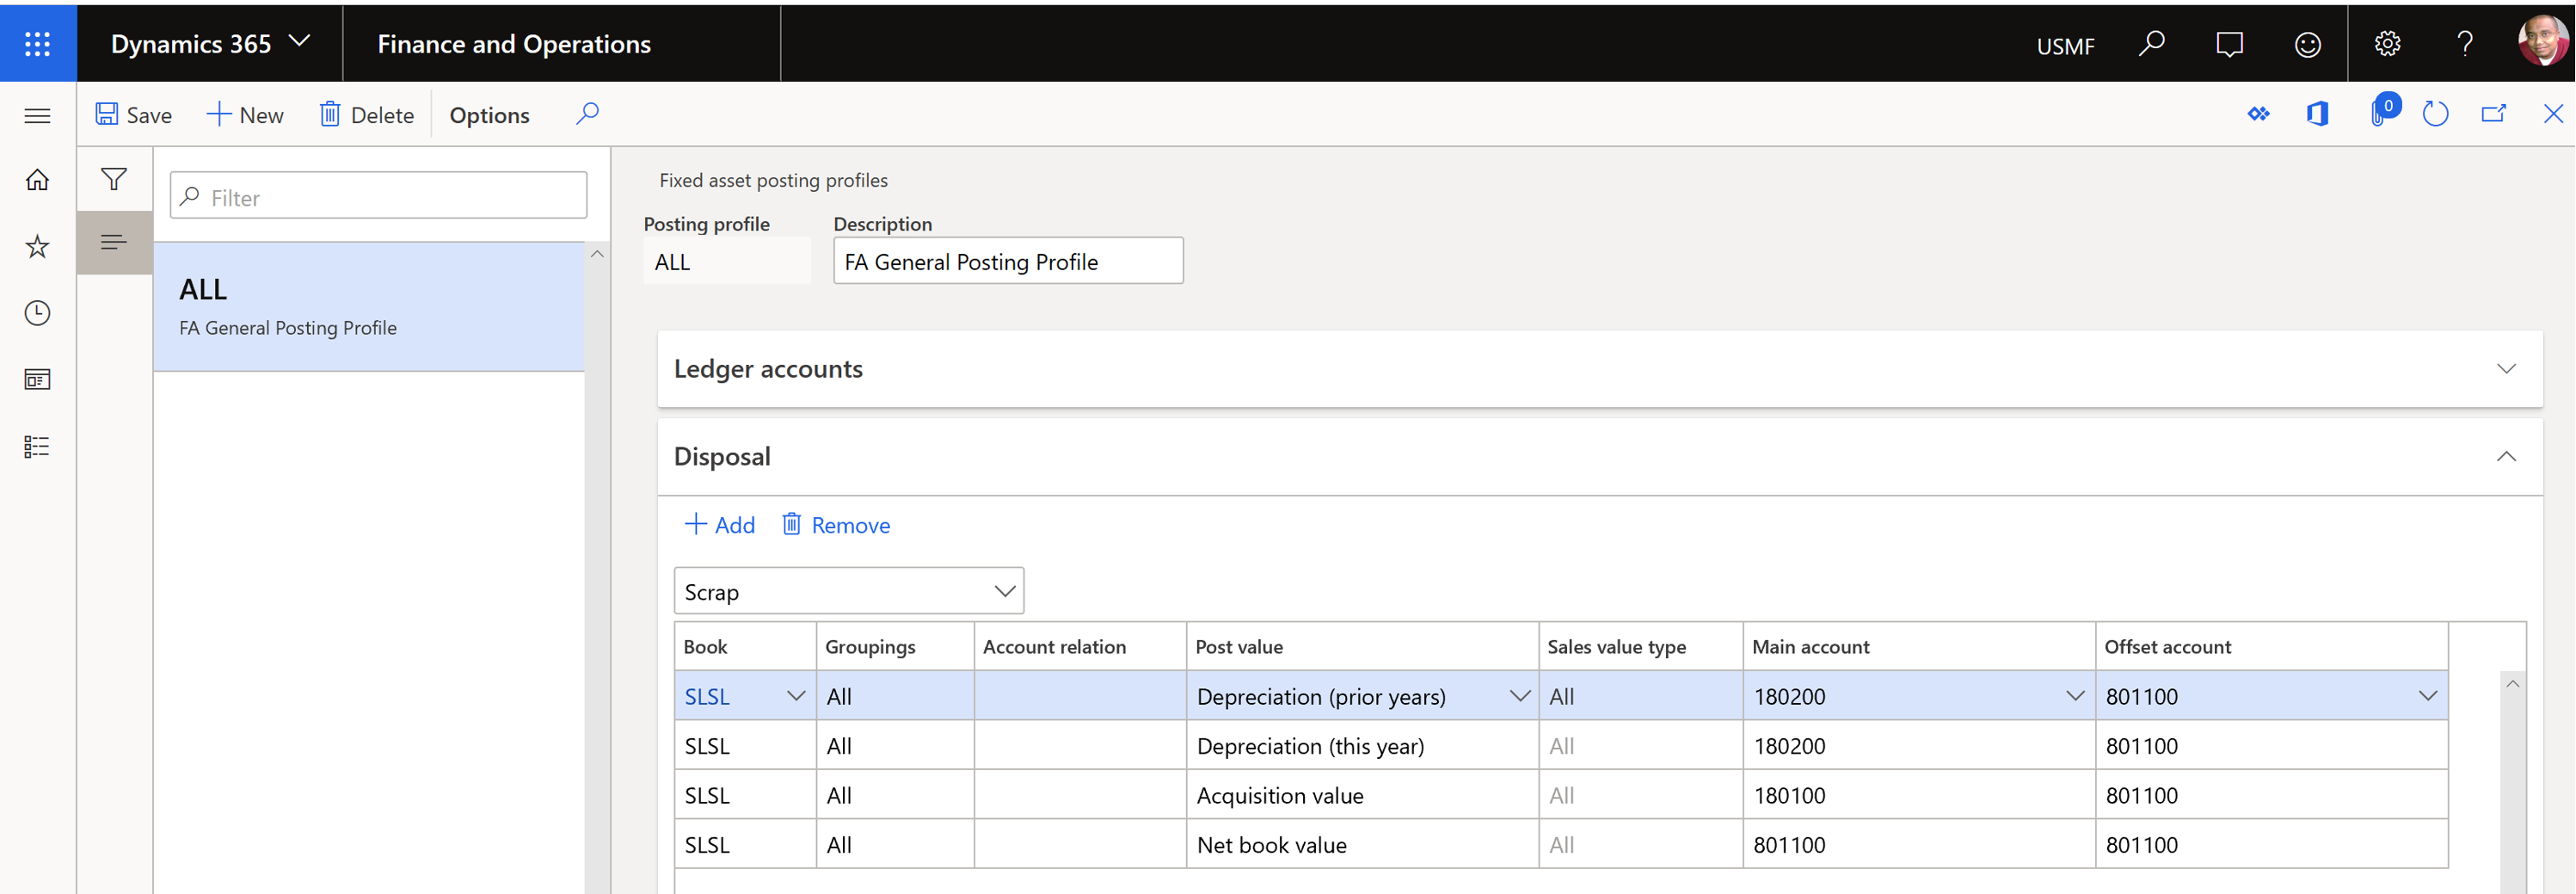 Dynamics 365 Finance and Operations USMF ?
Save New Delete Options 0
Filter
ALL
FA General Posting Profile
Fixed asset posting profiles
Posting profile Description
ALL FA General Posting Profile
Ledger accounts
Disposal
Add Remove
Scrap
Book Groupings Account relation Post value Sales value type Main account Offset account
SLSL All Depreciation (prior years) All 180200 801100
SLSL All Depreciation (this year) All 180200 801100
SLSL All Acquisition value All 180100 801100
SLSL All Net book value All 801100 801100